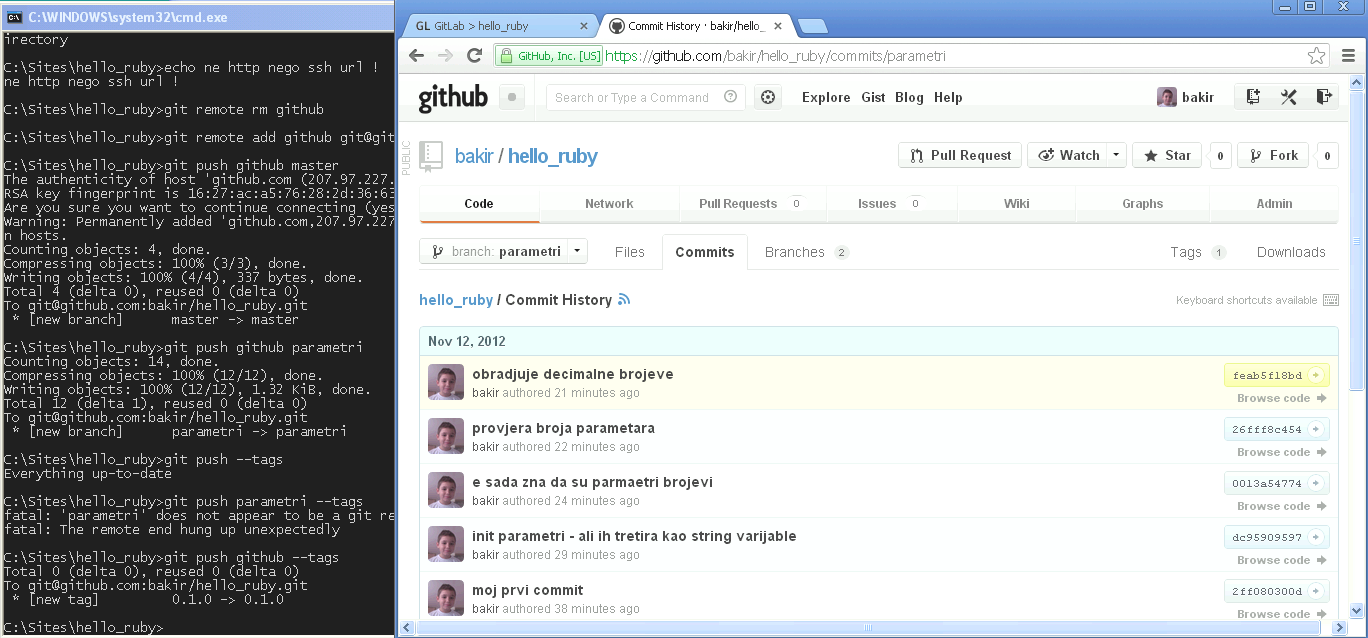 C:\WINDOWS\system32\cmd.exe
irectory
C:\Sites\hello_ruby>echo ne http nego ssh url !
ne http nego ssh url !
C:\Sites\hello_ruby>git remote rm github
C:\Sites\hello_ruby>git remote add github git@git
C:\Sites\hello_ruby>git push github master
The authenticity of host 'github.com (207.97.227.
RSA key fingerprint is 16:27:ac:a5:76:28:2d:36:63
Are you sure you want to continue connecting (yes
Warning: Permanently added 'github.com,207.97.227
n hosts.
Counting objects: 4, done.
Compressing objects: 100% (3/3), done.
Writing objects: 100% (4/4), 337 bytes, done.
Total 4 (delta 0), reused 0 (delta 0)
To git@github.com:bakir/hello_ruby.git
* [new branch] master -> master
C:\Sites\hello_ruby>git push github parametri
Counting objects: 14, done.
Compressing objects: 100% (12/12), done.
Writing objects: 100% (12/12), 1.32 KiB, done.
Total 12 (delta 1), reused 0 (delta 0)
To git@github.com:bakir/hello_ruby.git
* [new branch] parametri -> parametri
C:\Sites\hello_ruby>git push --tags
Everything up-to-date
C:\Sites\hello_ruby>git push parametri --tags
fatal: 'parametri' does not appear to be a git re
fatal: The remote end hung up unexpectedly
C:\Sites\hello_ruby>git push github --tags
Total 0 (delta 0), reused 0 (delta 0)
To git@github.com:bakir/hello_ruby.git
* [new tag] 0.1.0 -> 0.1.0
C:\Sites\hello_ruby>
GL GitLab > hello_ruby
Commit History · bakir/hello_
GitHub, Inc. [US] https://github.com/bakir/hello_ruby/commits/parametri
github Search or Type a Command Explore Gist Blog Help bakir
PUBLIC
bakir / hello_ruby Pull Request Watch Star 0 Fork 0
Code Network Pull Requests 0 Issues 0 Wiki Graphs Admin
branch: parametri Files Commits Branches 2 Tags 1 Downloads
hello_ruby / Commit History Keyboard shortcuts available
Nov 12, 2012
obradjuje decimalne brojeve feab5f18bd
bakir authored 21 minutes ago Browse code
provjera broja parametara 26fff8c454
bakir authored 22 minutes ago Browse code
e sada zna da su parmaetri brojevi 0013a54774
bakir authored 24 minutes ago Browse code
init parametri - ali ih tretira kao string varijable dc95909597
bakir authored 29 minutes ago Browse code
moj prvi commit 2ff080300d
bakir authored 38 minutes ago Browse code